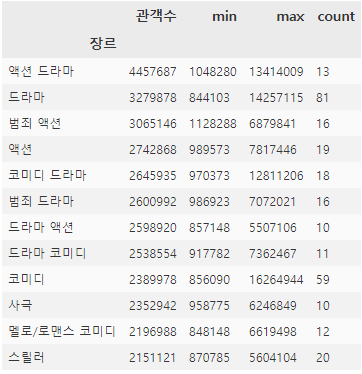 관객수 min max count
장르
액션 드라마 4457687 1048280 13414009 13
드라마 3279878 844103 14257115 81
범죄 액션 3065146 1128288 6879841 16
액션 2742868 989573 7817446 19
코미디 드라마 2645935 970373 12811206 18
범죄 드라마 2600992 986923 7072021 16
드라마 액션 2598920 857148 5507106 10
드라마 코미디 2538554 917782 7362467 11
코미디 2389978 856090 16264944 59
사극 2352942 958775 6246849 10
멜로/로맨스 코미디 2196988 848148 6619498 12
스릴러 2151121 870785 5604104 20